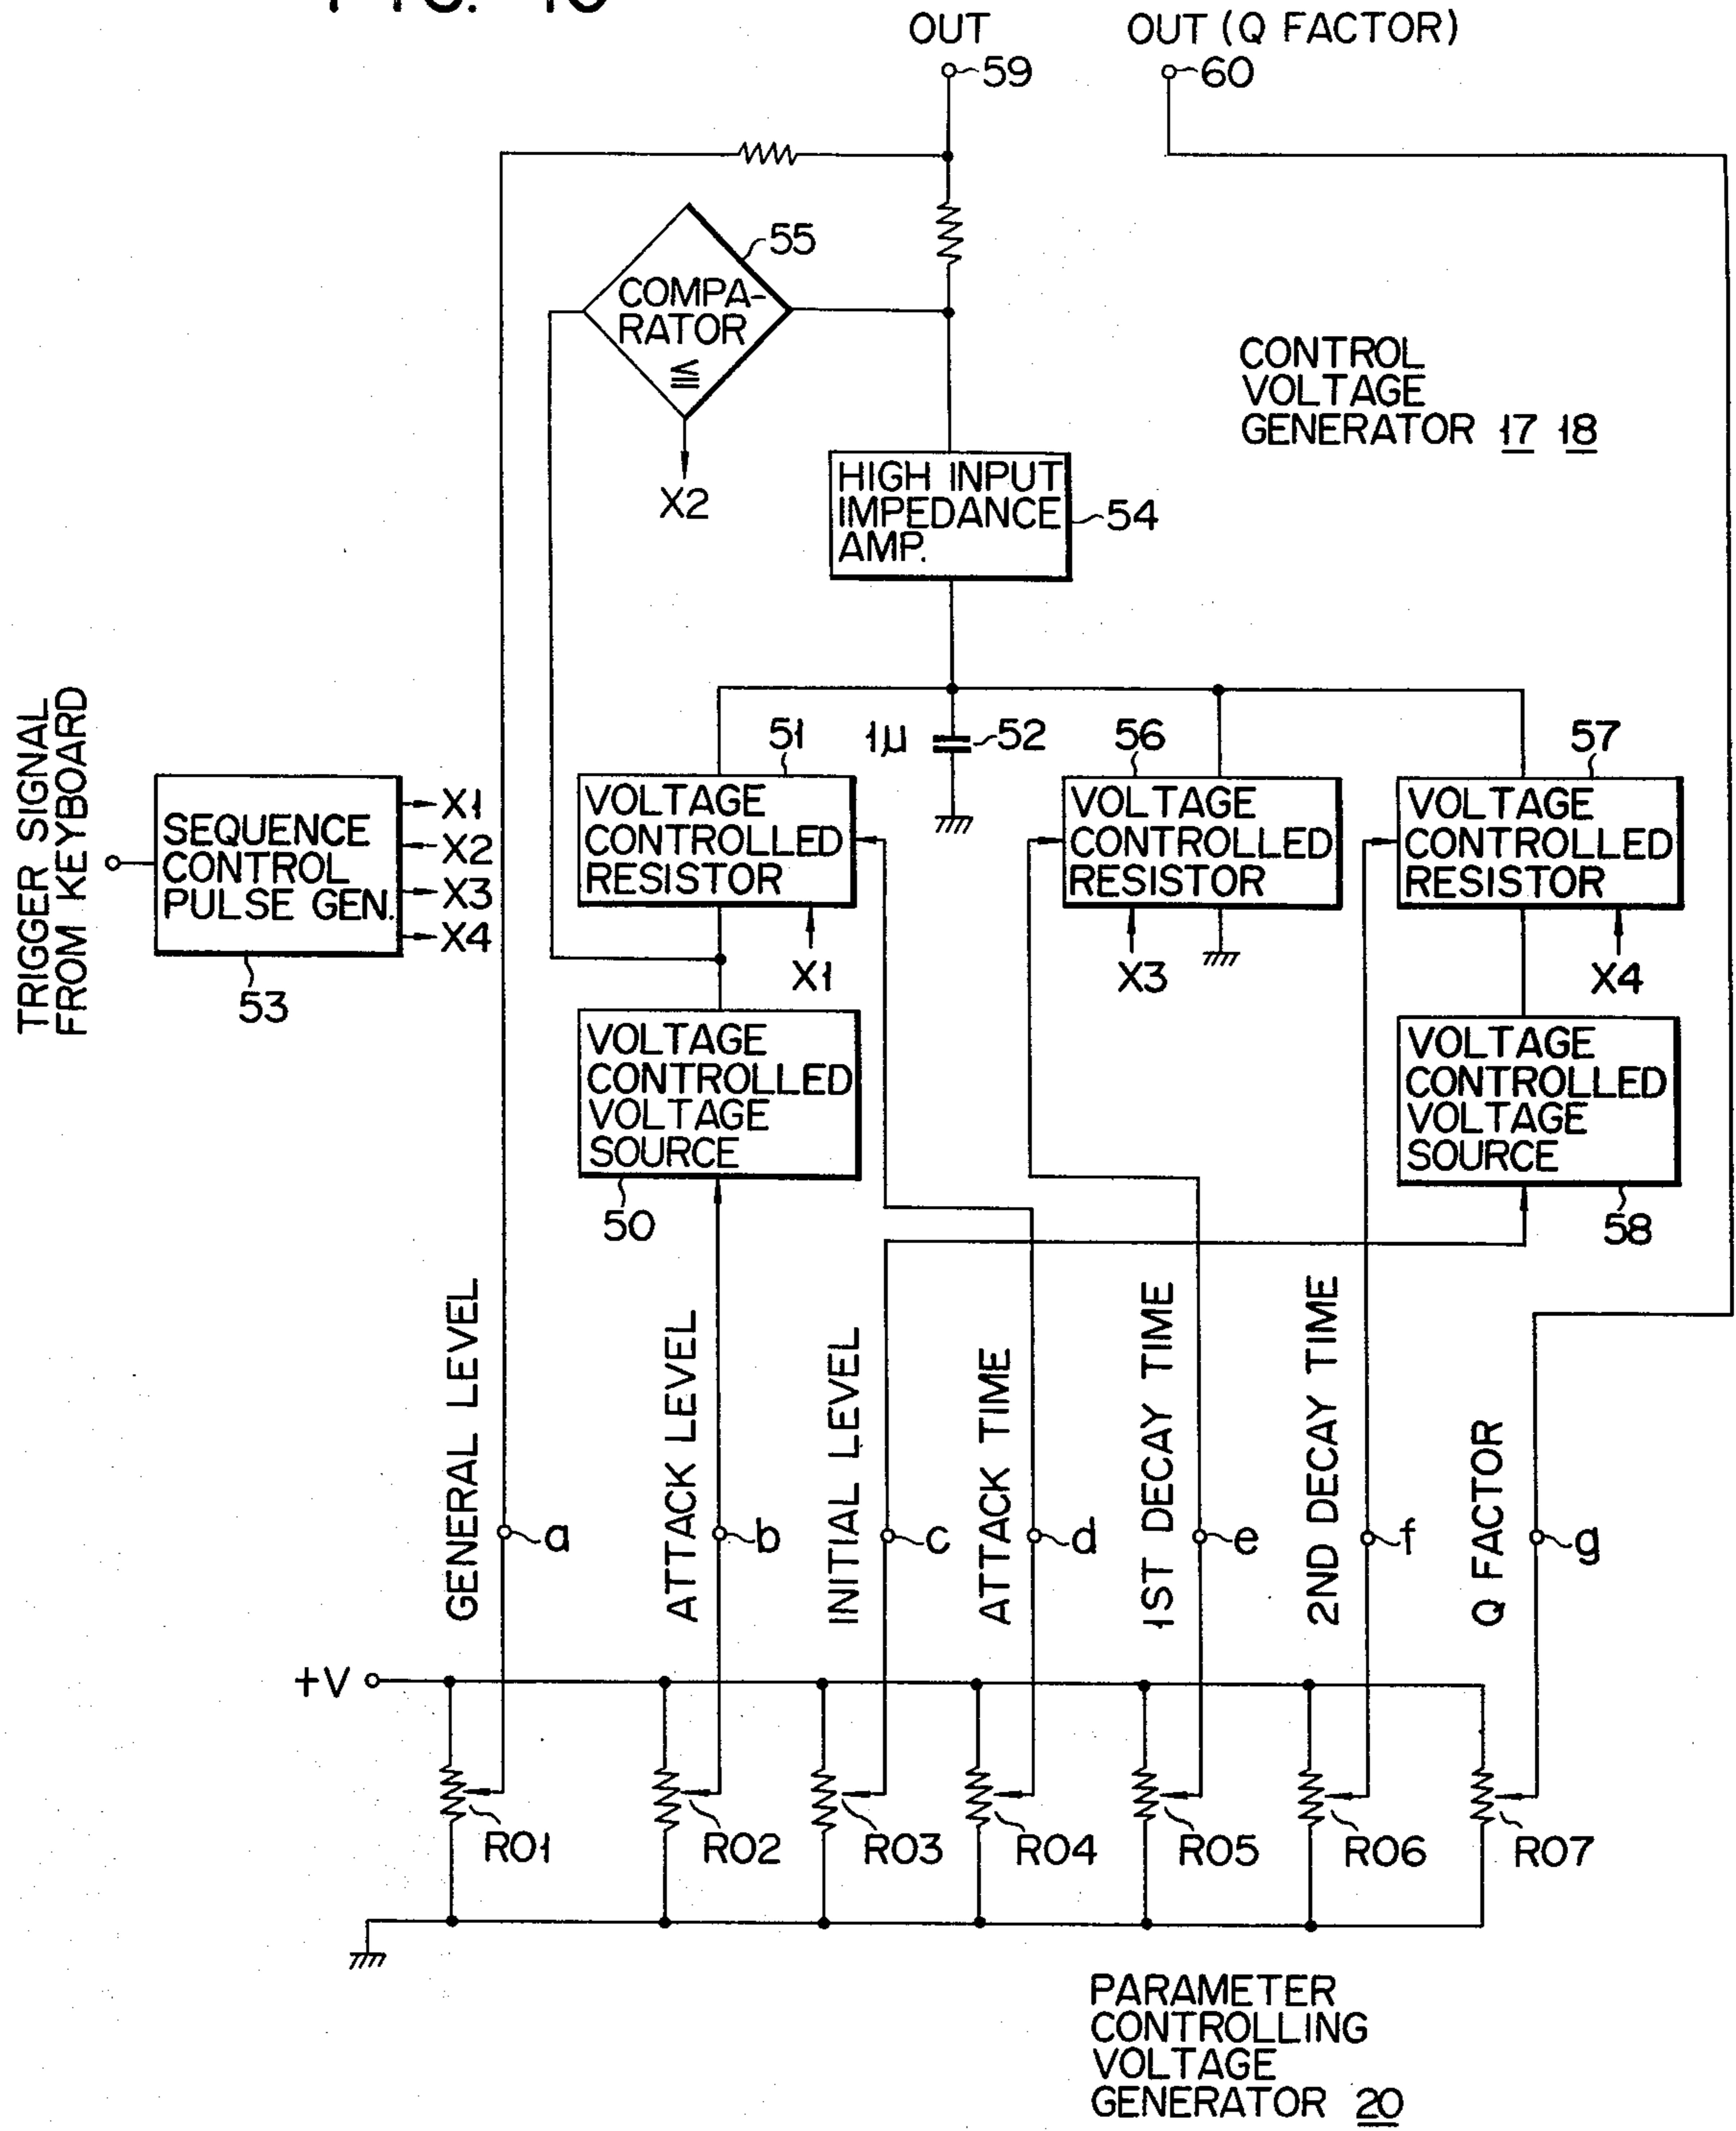 OUT
OUT (Q FACTOR)
59
60
55
COMPA-
RATOR
≦
X2
CONTROL
VOLTAGE
GENERATOR 17 18
HIGH INPUT
IMPEDANCE
AMP.
54
TRIGGER SIGNAL
FROM KEYBOARD
SEQUENCE
CONTROL
PULSE GEN.
X1
X2
X3
X4
53
51
VOLTAGE
CONTROLLED
RESISTOR
X1
1μ
52
56
VOLTAGE
CONTROLLED
RESISTOR
X3
57
VOLTAGE
CONTROLLED
RESISTOR
X4
VOLTAGE
CONTROLLED
VOLTAGE
SOURCE
50
VOLTAGE
CONTROLLED
VOLTAGE
SOURCE
58
GENERAL LEVEL
ATTACK LEVEL
INITIAL LEVEL
ATTACK TIME
1ST DECAY TIME
2ND DECAY TIME
Q FACTOR
a
b
c
d
e
f
g
+V
R01
R02
R03
R04
R05
R06
R07
PARAMETER
CONTROLLING
VOLTAGE
GENERATOR 20